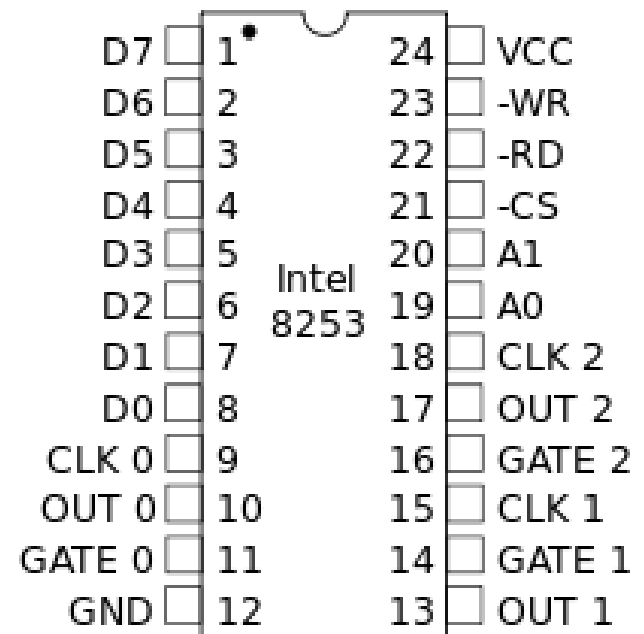 D7 1 24 VCC
D6 2 23 -WR
D5 3 22 -RD
D4 4 21 -CS
D3 5 20 A1
Intel
D2 6 19 A0
8253
D1 7 18 CLK 2
D0 8 17 OUT 2
CLK 0 9 16 GATE 2
OUT 0 10 15 CLK 1
GATE 0 11 14 GATE 1
GND 12 13 OUT 1